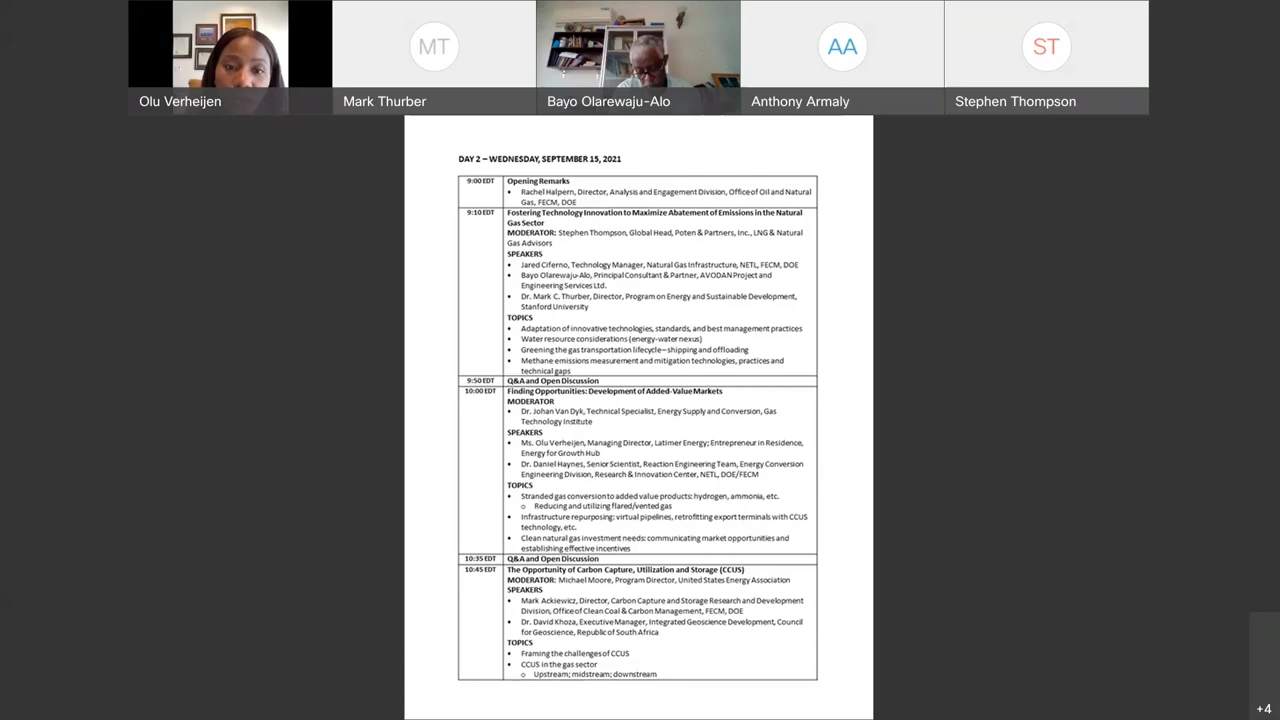 MT
AA
ST
Olu Verheijen
Mark Thurber
Bayo Olarewaju-Alo
Anthony Armaly
Stephen Thompson
DAY 2 – WEDNESDAY, SEPTEMBER 15, 2021
9:00 EDT
Opening Remarks
• Rachel Halpern, Director, Analysis and Engagement Division, Office of Oil and Natural
Gas, FECM, DOE
9:10 EDT
Fostering Technology Innovation to Maximize Abatement of Emissions in the Natural
Gas Sector
MODERATOR: Stephen Thompson, Global Head, Poten & Partners, Inc., LNG & Natural
Gas Advisors
SPEAKERS
• Jared Ciferno, Technology Manager, Natural Gas Infrastructure, NETL, FECM, DOE
• Bayo Olarewaju-Alo, Principal Consultant & Partner, AVODAN Project and
Engineering Services Ltd.
• Dr. Mark C. Thurber, Director, Program on Energy and Sustainable Development,
Stanford University
TOPICS
• Adaptation of innovative technologies, standards, and best management practices
• Water resource considerations (energy-water nexus)
• Greening the gas transportation lifecycle – shipping and offloading
• Methane emissions measurement and mitigation technologies, practices and
technical gaps
9:50 EDT
Q&A and Open Discussion
10:00 EDT
Finding Opportunities: Development of Added-Value Markets
MODERATOR
• Dr. Johan Van Dyk, Technical Specialist, Energy Supply and Conversion, Gas
Technology Institute
SPEAKERS
• Ms. Olu Verheijen, Managing Director, Latimer Energy; Entrepreneur in Residence,
Energy for Growth Hub
• Dr. Daniel Haynes, Senior Scientist, Reaction Engineering Team, Energy Conversion
Engineering Division, Research & Innovation Center, NETL, DOE/FECM
TOPICS
• Stranded gas conversion to added value products: hydrogen, ammonia, etc.
o Reducing and utilizing flared/vented gas
• Infrastructure repurposing: virtual pipelines, retrofitting export terminals with CCUS
technology, etc.
• Clean natural gas investment needs: communicating market opportunities and
establishing effective incentives
10:35 EDT
Q&A and Open Discussion
10:45 EDT
The Opportunity of Carbon Capture, Utilization and Storage (CCUS)
MODERATOR: Michael Moore, Program Director, United States Energy Association
SPEAKERS
• Mark Ackiewicz, Director, Carbon Capture and Storage Research and Development
Division, Office of Clean Coal & Carbon Management, FECM, DOE
• Dr. David Khoza, Executive Manager, Integrated Geoscience Development, Council
for Geoscience, Republic of South Africa
TOPICS
• Framing the challenges of CCUS
• CCUS in the gas sector
o Upstream; midstream; downstream
+4